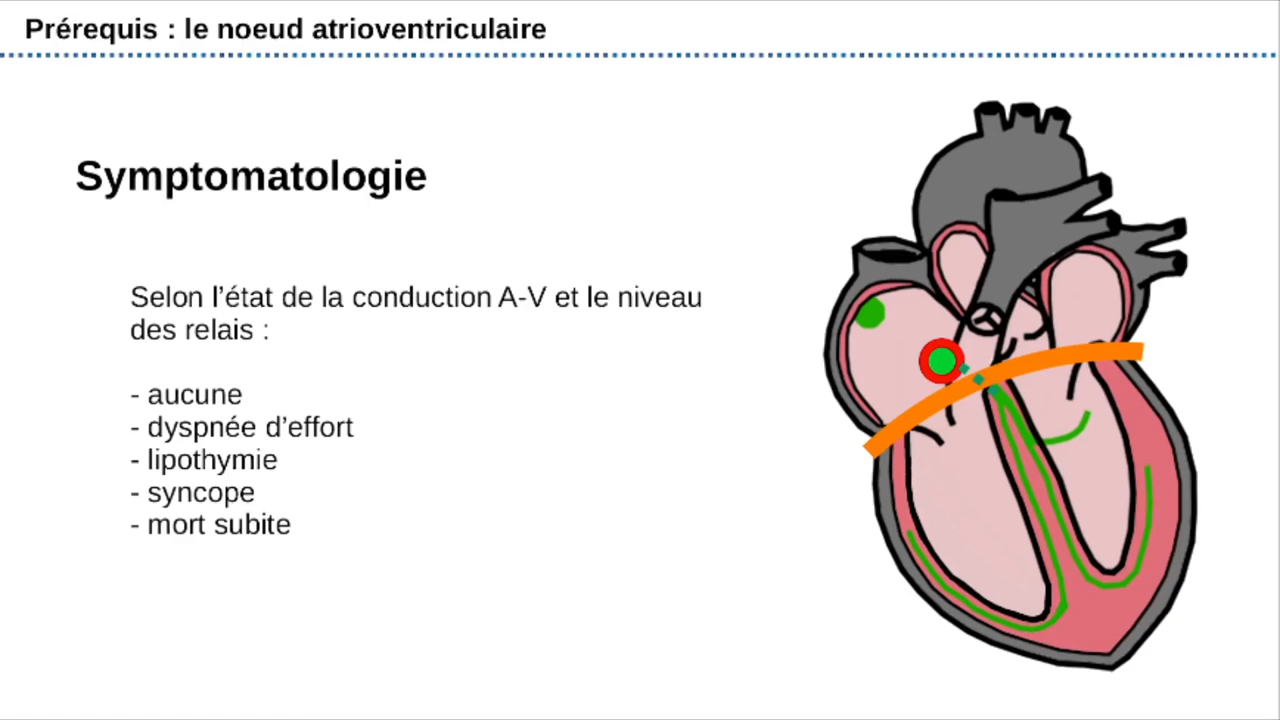 Prérequis : le noeud atrioventriculaire
Symptomatologie
Selon l’état de la conduction A-V et le niveau
des relais :
- aucune
- dyspnée d’effort
- lipothymie
- syncope
- mort subite